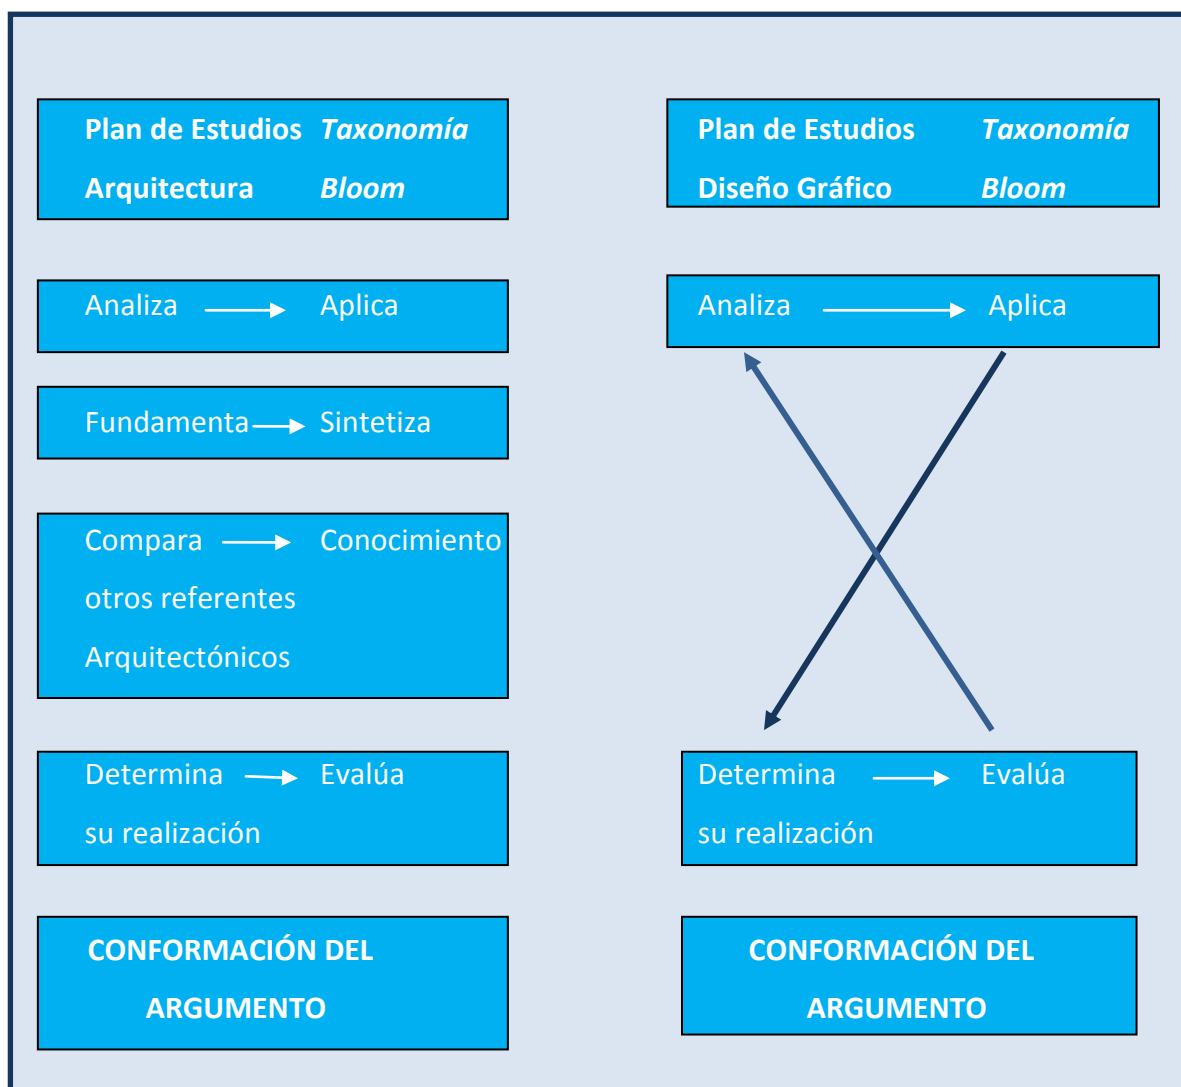 Plan de Estudios Taxonomía
Arquitectura Bloom
Analiza Aplica
Fundamenta Sintetiza
Compara Conocimiento
otros referentes
Arquitectónicos
Determina Evalúa
su realización
CONFORMACIÓN DEL
ARGUMENTO
Plan de Estudios Taxonomía
Diseño Gráfico Bloom
Analiza Aplica
Determina Evalúa
su realización
CONFORMACIÓN DEL
ARGUMENTO